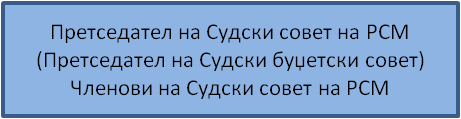 Претседател на Судски совет на РСМ
(Претседател на Судски буџетски совет)
Членови на Судски совет на РСМ